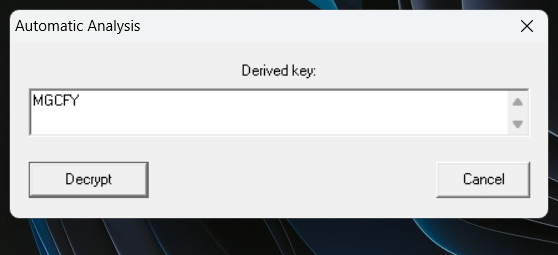 Automatic Analysis
Derived key:
MGCFY
Decrypt
Cancel